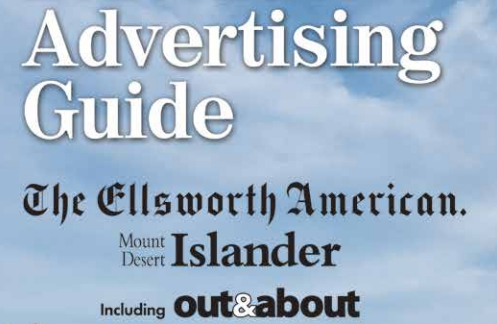 Advertising
Guide
The Ellsworth American.
Mount Desert Islander
Including out&about